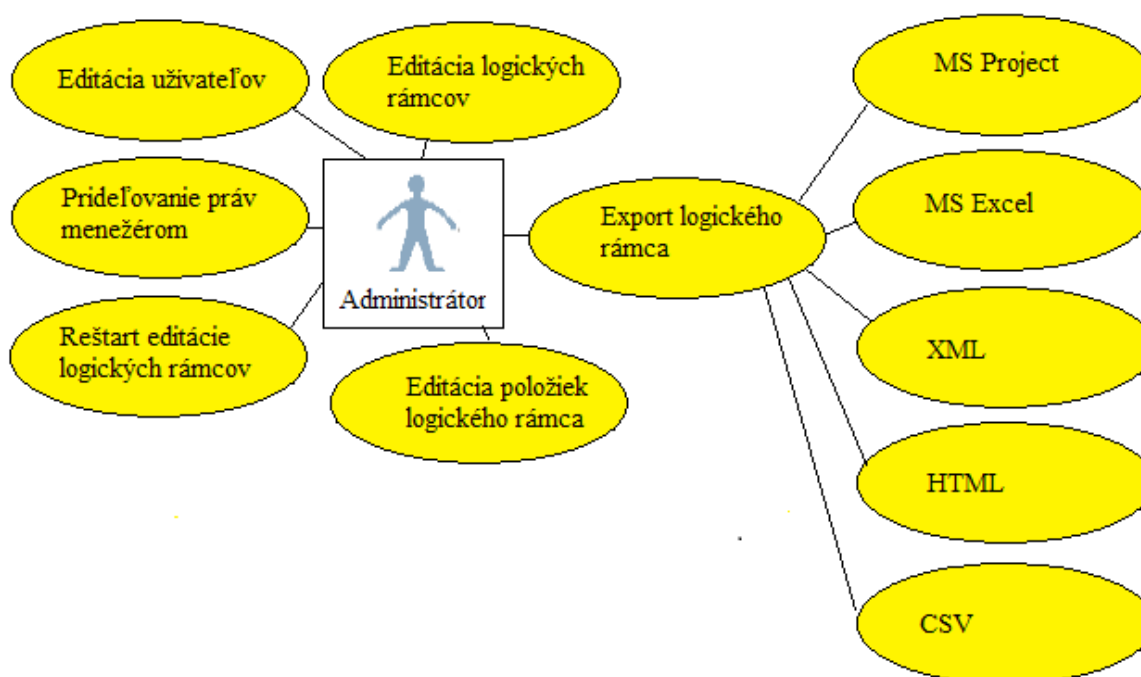 Editácia uživateľov
Editácia logických
rámcov
MS Project
Prideľovanie práv
menežérom
Export logického
rámca
MS Excel
Administrátor
Reštart editácie
logických rámcov
XML
Editácia položiek
logického rámca
HTML
CSV